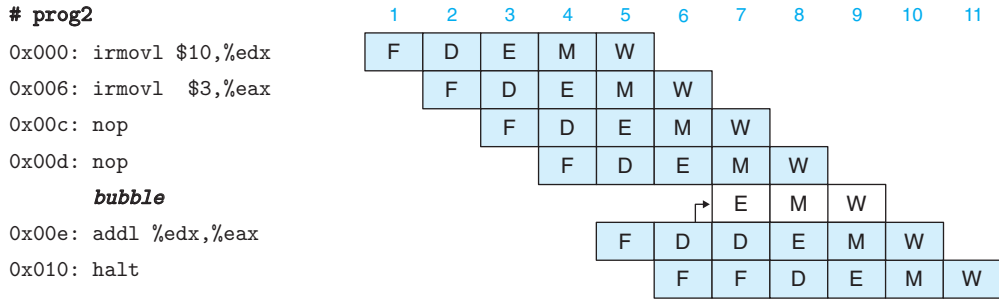 # prog2 1 2 3 4 5 6 7 8 9 10 11
0x000: irmovl $10,%edx F D E M W
0x006: irmovl $3,%eax F D E M W
0x00c: nop F D E M W
0x00d: nop F D E M W
bubble E M W
0x00e: addl %edx,%eax F D D E M W
0x010: halt F F D E M W